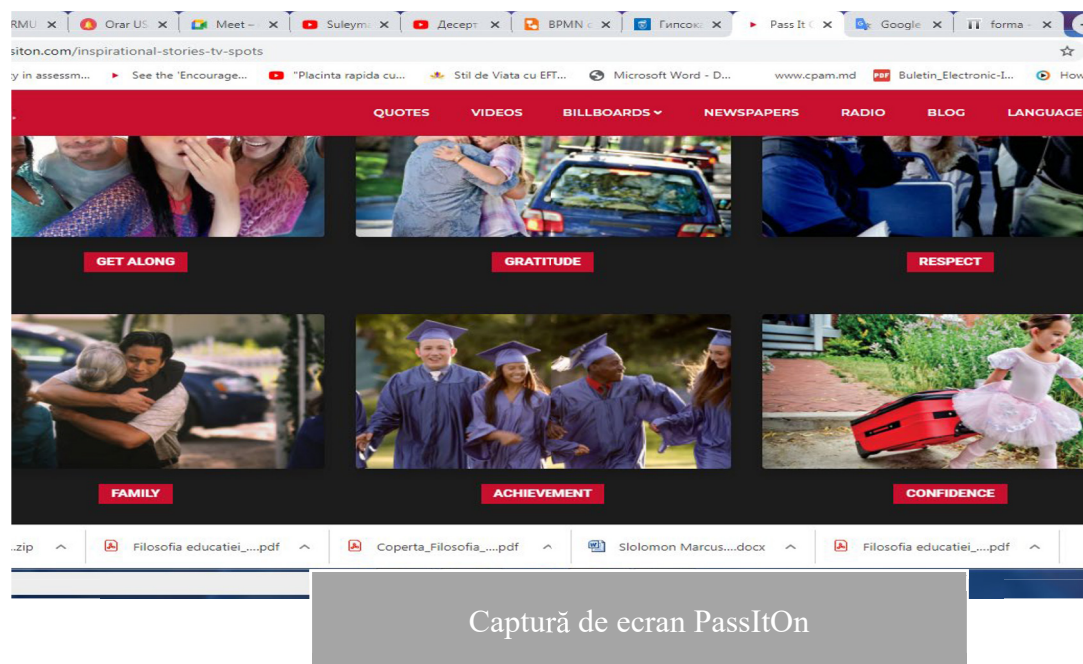 RMU Orar US Meet – Suleym Десерт BPMN c Гипсок Pass It Google forma -
siton.com/inspirational-stories-tv-spots
y in assessm... See the 'Encourage... "Placinta rapida cu... Stil de Viata cu EFT... Microsoft Word - D... www.cpam.md PDF Buletin_Electronic-I... How
QUOTES VIDEOS BILLBOARDS NEWSPAPERS RADIO BLOG LANGUAGE
GET ALONG GRATITUDE RESPECT
FAMILY ACHIEVEMENT CONFIDENCE
...zip Filosofia educatiei_....pdf Coperta_Filosofia_....pdf Slolomon Marcus....docx Filosofia educatiei_....pdf
Captură de ecran PassItOn